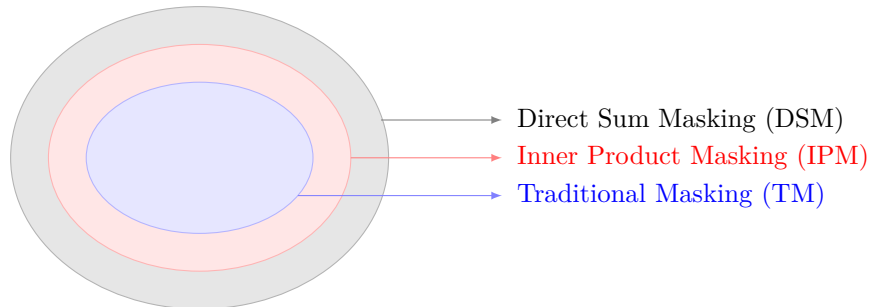 Direct Sum Masking (DSM)
Inner Product Masking (IPM)
Traditional Masking (TM)